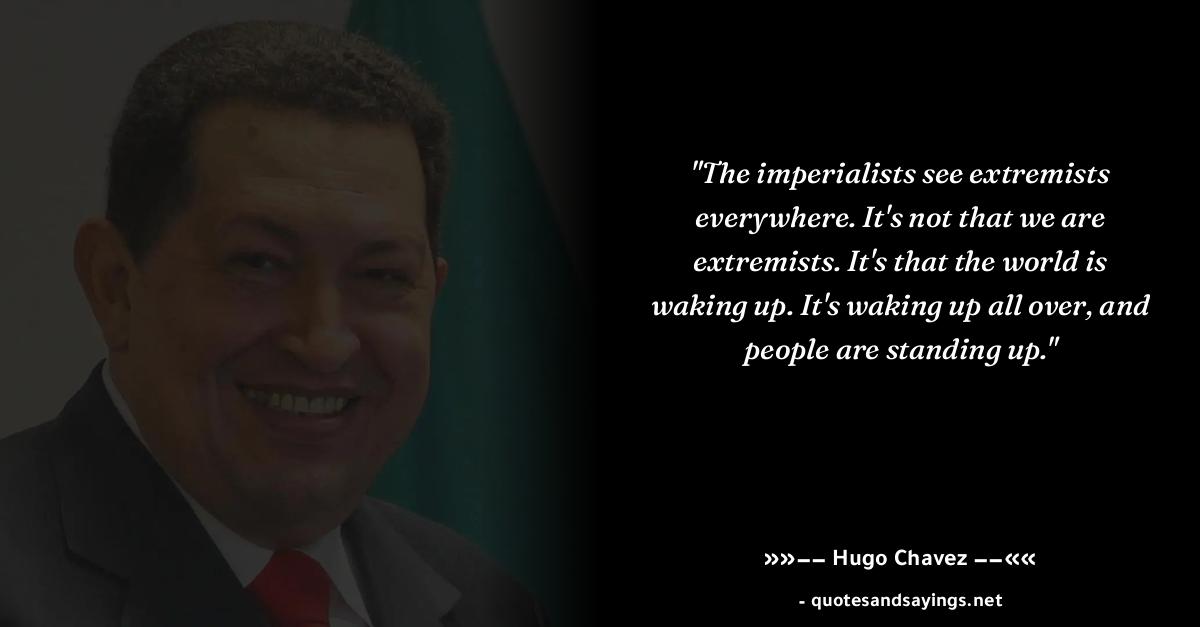 "The imperialists see extremists
everywhere. It's not that we are
extremists. It's that the world is
waking up. It's waking up all over, and
people are standing up."
»»—— Hugo Chavez ——««
- quotesandsayings.net